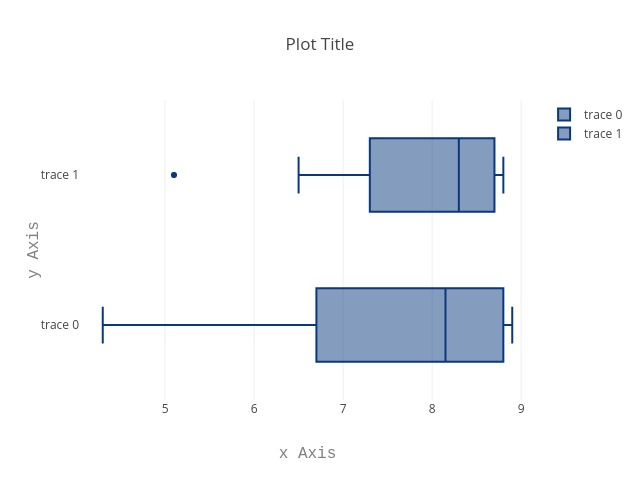 Plot Title
trace 0
trace 1
trace 1
trace 0
y Axis
5 6 7 8 9
x Axis